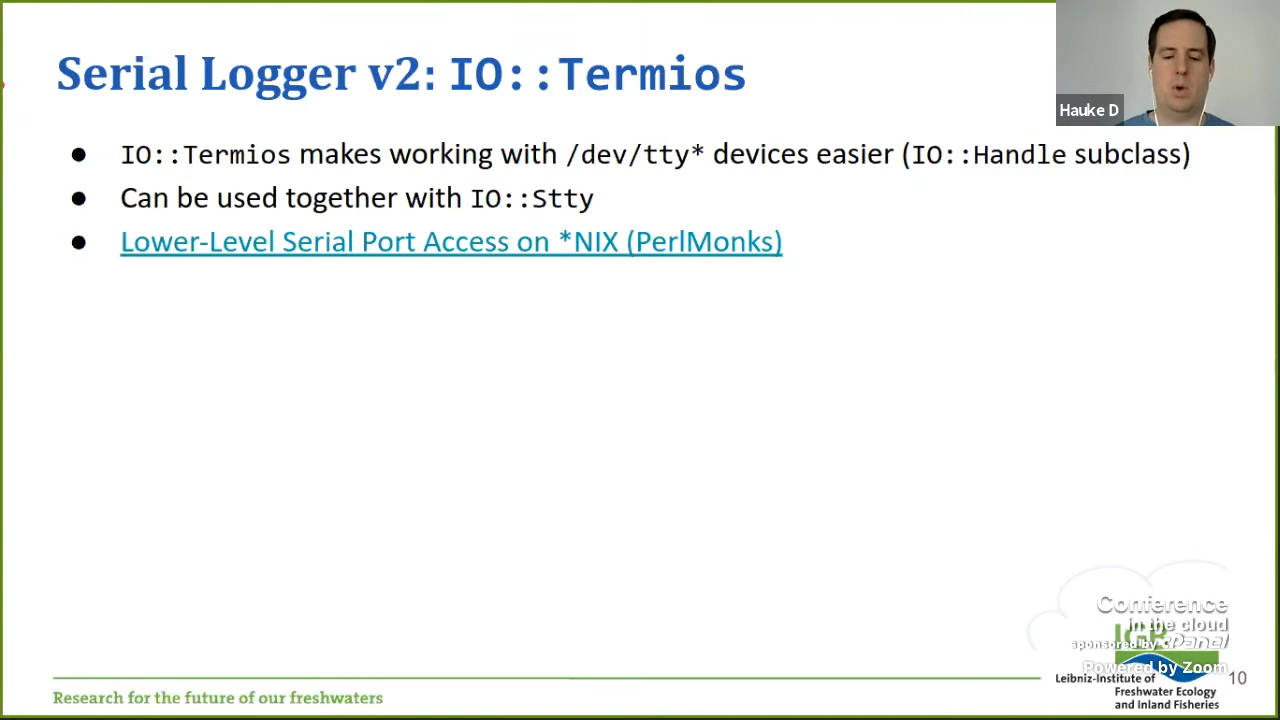 Serial Logger v2: IO::Termios
Hauke D
● IO::Termios makes working with /dev/tty* devices easier (IO::Handle subclass)
● Can be used together with IO::Stty
● Lower-Level Serial Port Access on *NIX (PerlMonks)
Conference
in the cloud
IGB
sponsored by cPanel
Powered by Zoom
Leibniz-Institute of
Freshwater Ecology
and Inland Fisheries
10
Research for the future of our freshwaters